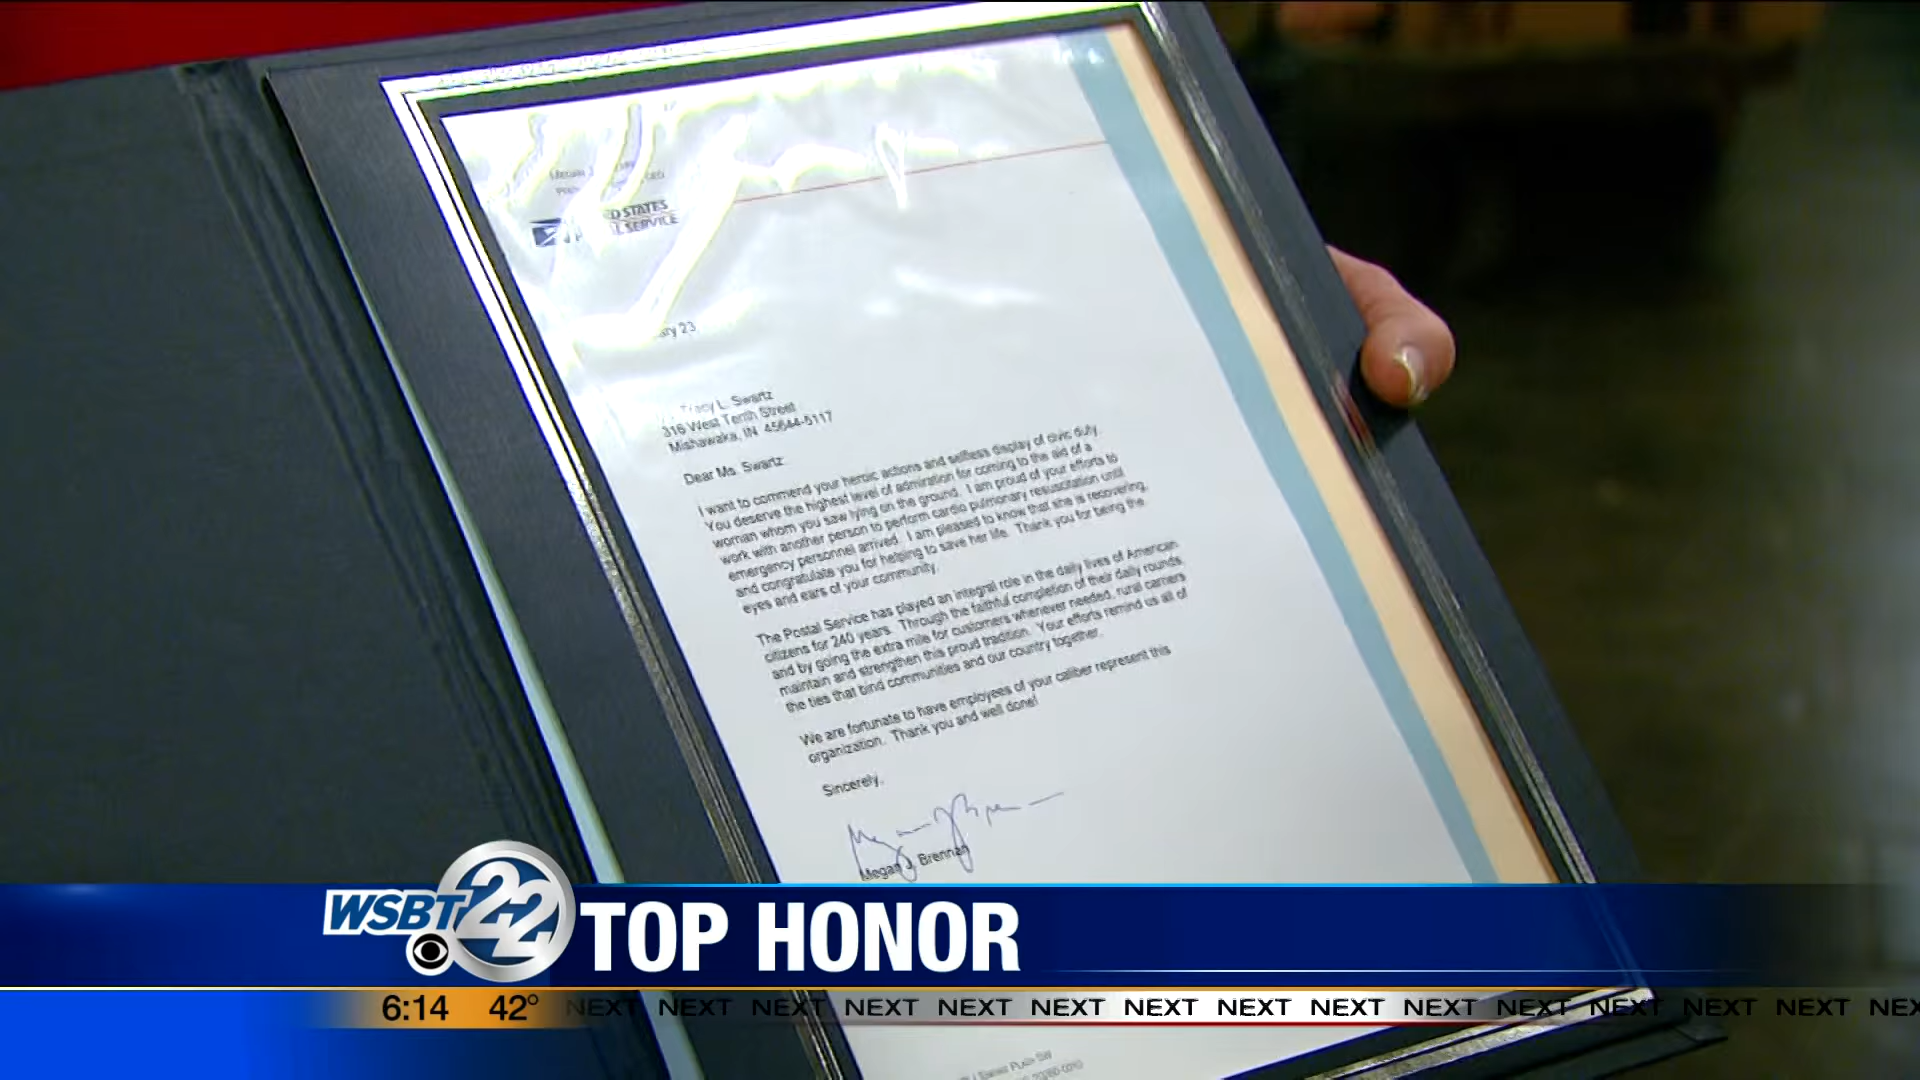 D STATES
L SERVICE
ary 23
Tracy L. Swartz
316 West Tenth Street
Mishawaka, IN 45644-5117
Dear Ms. Swartz:
I want to commend your heroic actions and selfless display of civic duty.
You deserve the highest level of admiration for coming to the aid of a
woman whom you saw lying on the ground. I am proud of your efforts to
work with another person to perform cardio pulmonary resuscitation until
emergency personnel arrived. I am pleased to know that she is recovering,
and congratulate you for helping to save her life. Thank you for being the
eyes and ears of your community.
The Postal Service has played an integral role in the daily lives of American
citizens for 240 years. Through the faithful completion of their daily rounds
and by going the extra mile for customers whenever needed, rural carriers
maintain and strengthen this proud tradition. Your efforts remind us all of
the ties that bind communities and our country together.
We are fortunate to have employees of your caliber represent this
organization. Thank you and well done!
Sincerely,
Megan J. Brennan
WSBT 22 TOP HONOR
6:14 42° NEXT NEXT NEXT NEXT NEXT NEXT NEXT NEXT NEXT NEXT NEXT NEXT NEXT NEXT NEX